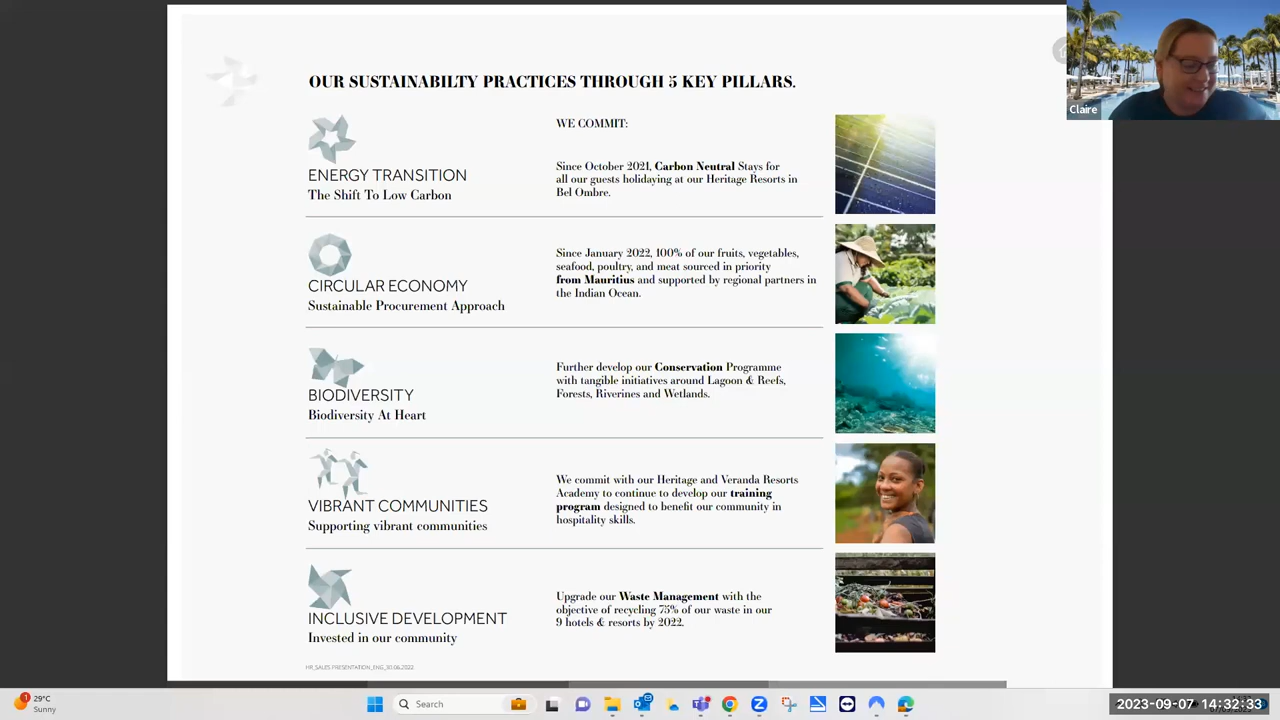 OUR SUSTAINABILTY PRACTICES THROUGH 5 KEY PILLARS.
Claire
WE COMMIT:
ENERGY TRANSITION
The Shift To Low Carbon
Since October 2021, Carbon Neutral Stays for
all our guests holidaying at our Heritage Resorts in
Bel Ombre.
CIRCULAR ECONOMY
Sustainable Procurement Approach
Since January 2022, 100% of our fruits, vegetables,
seafood, poultry, and meat sourced in priority
from Mauritius and supported by regional partners in
the Indian Ocean.
BIODIVERSITY
Biodiversity At Heart
Further develop our Conservation Programme
with tangible initiatives around Lagoon & Reefs,
Forests, Riverines and Wetlands.
VIBRANT COMMUNITIES
Supporting vibrant communities
We commit with our Heritage and Veranda Resorts
Academy to continue to develop our training
program designed to benefit our community in
hospitality skills.
INCLUSIVE DEVELOPMENT
Invested in our community
Upgrade our Waste Management with the
objective of recycling 75% of our waste in our
9 hotels & resorts by 2022.
HR_SALES PRESENTATION_ENG_30.06.2022
1
29°C
Sunny
Search
2023-09-07 14:32:33